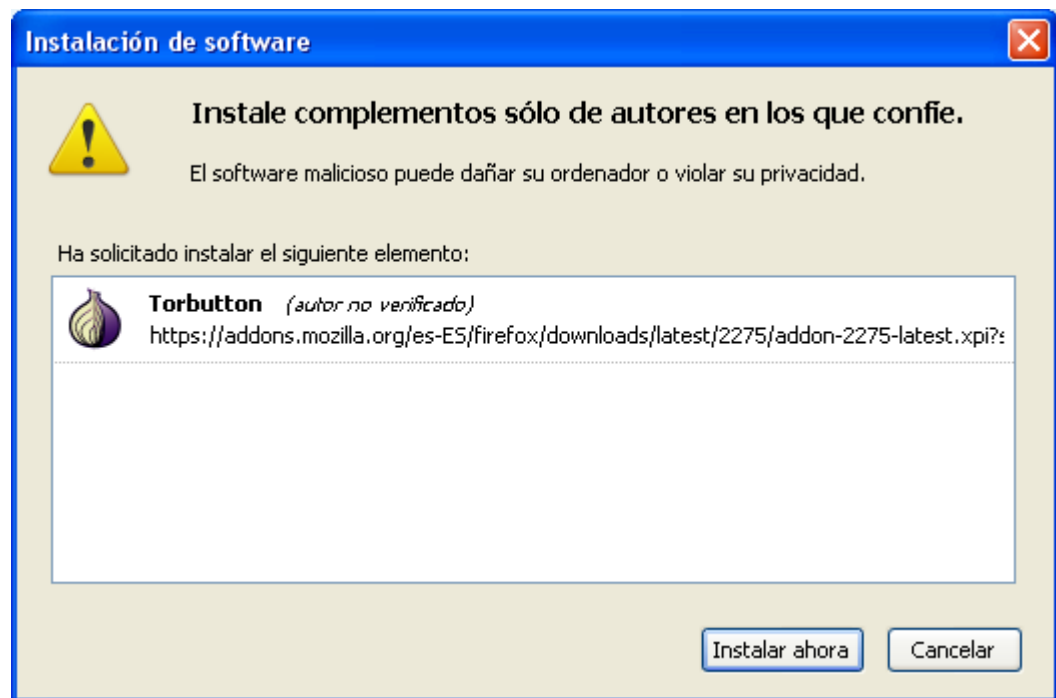 Instalación de software
Instale complementos sólo de autores en los que confíe.
El software malicioso puede dañar su ordenador o violar su privacidad.
Ha solicitado instalar el siguiente elemento:
Torbutton (autor no verificado)
https://addons.mozilla.org/es-ES/firefox/downloads/latest/2275/addon-2275-latest.xpi?s
Instalar ahora Cancelar